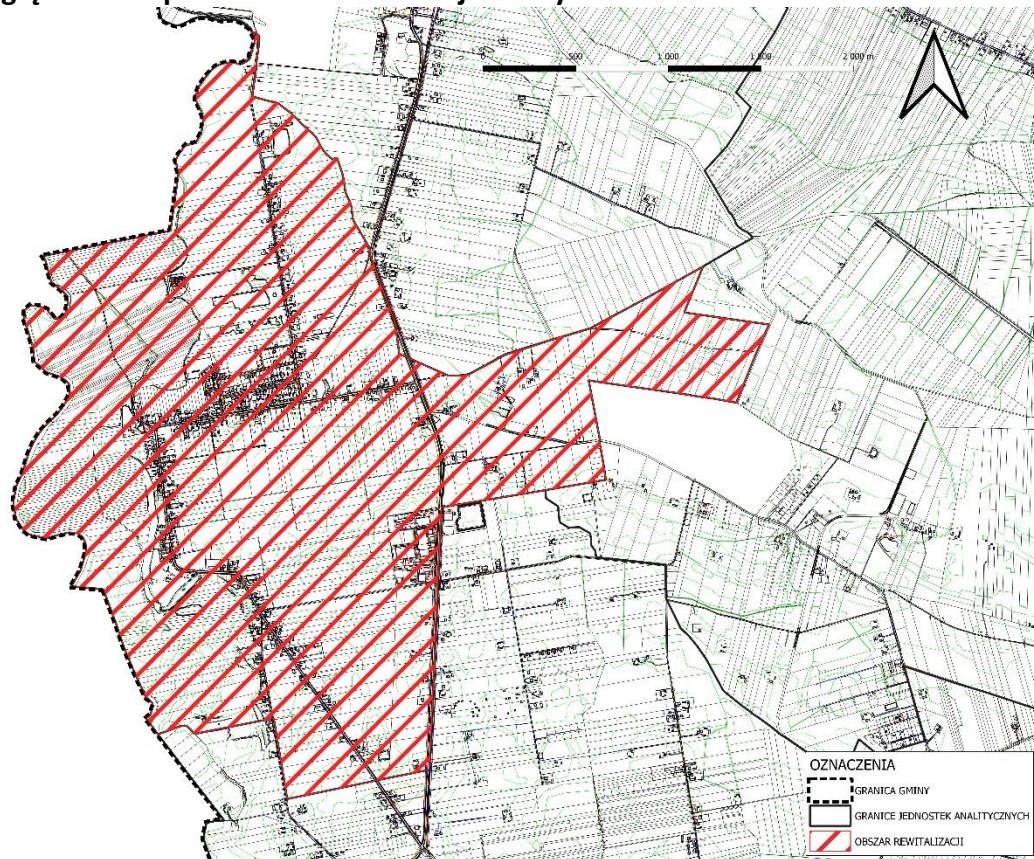 500 1 000 1 500 2 000 m
OZNACZENIA
GRANICA GMINY
GRANICE JEDNOSTEK ANALITYCZNYCH
OBSZAR REWITALIZACJI